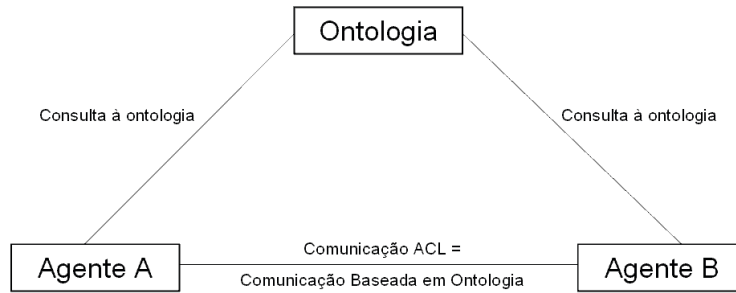 Ontologia
Consulta à ontologia
Consulta à ontologia
Comunicação ACL =
Agente A
Agente B
Comunicação Baseada em Ontologia